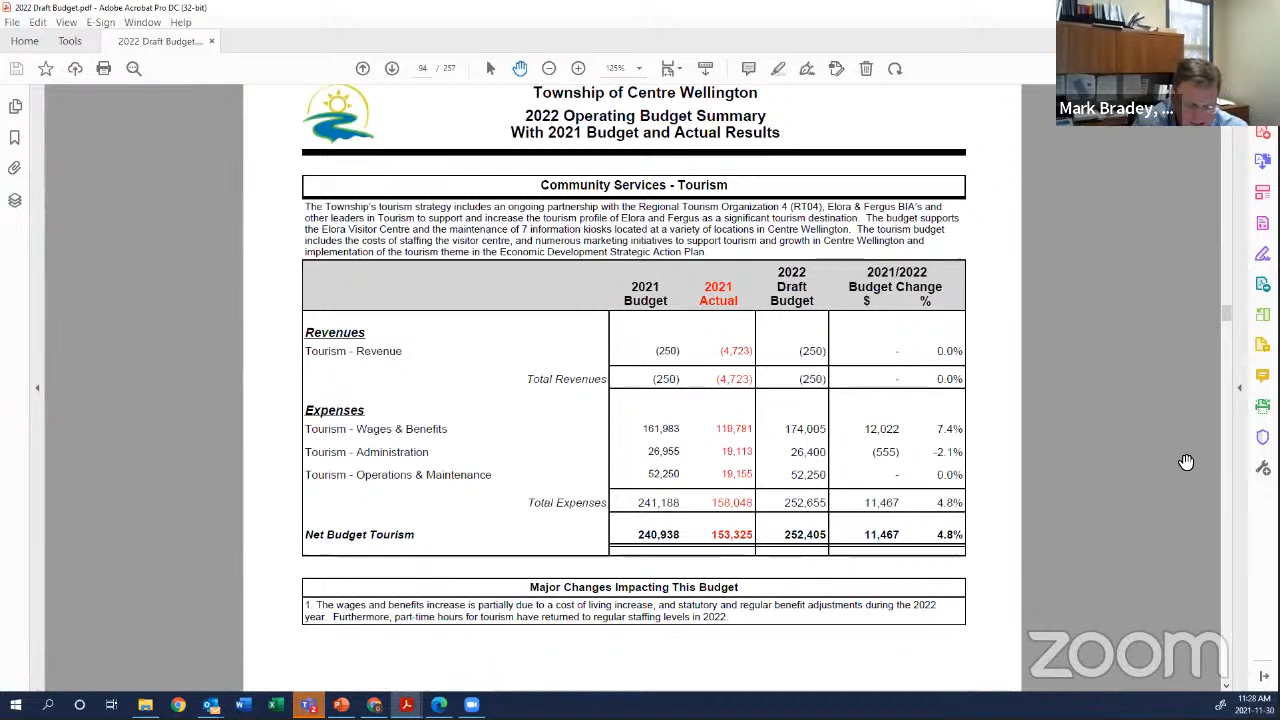 2022 Draft Budget.pdf - Adobe Acrobat Pro DC (32-bit)
File Edit View E-Sign Window Help
Home Tools 2022 Draft Budget... ×
94 / 257 125%
Mark Bradey, ...
Township of Centre Wellington
2022 Operating Budget Summary
With 2021 Budget and Actual Results
Community Services - Tourism
The Township's tourism strategy includes an ongoing partnership with the Regional Tourism Organization 4 (RT04), Elora & Fergus BIA's and
other leaders in Tourism to support and increase the tourism profile of Elora and Fergus as a significant tourism destination. The budget supports
the Elora Visitor Centre and the maintenance of 7 information kiosks located at a variety of locations in Centre Wellington. The tourism budget
includes the costs of staffing the visitor centre, and numerous marketing initiatives to support tourism and growth in Centre Wellington and
implementation of the tourism theme in the Economic Development Strategic Action Plan.
2022 2021/2022
2021 2021 Draft Budget Change
Budget Actual Budget $ %
Revenues
Tourism - Revenue (250) (4,723) (250) - 0.0%
Total Revenues (250) (4,723) (250) - 0.0%
Expenses
Tourism - Wages & Benefits 161,983 119,781 174,005 12,022 7.4%
Tourism - Administration 26,955 19,113 26,400 (555) -2.1%
Tourism - Operations & Maintenance 52,250 19,155 52,250 - 0.0%
Total Expenses 241,188 158,048 252,655 11,467 4.8%
Net Budget Tourism 240,938 153,325 252,405 11,467 4.8%
Major Changes Impacting This Budget
1. The wages and benefits increase is partially due to a cost of living increase, and statutory and regular benefit adjustments during the 2022
year. Furthermore, part-time hours for tourism have returned to regular staffing levels in 2022.
zoom
11:28 AM
2021-11-30